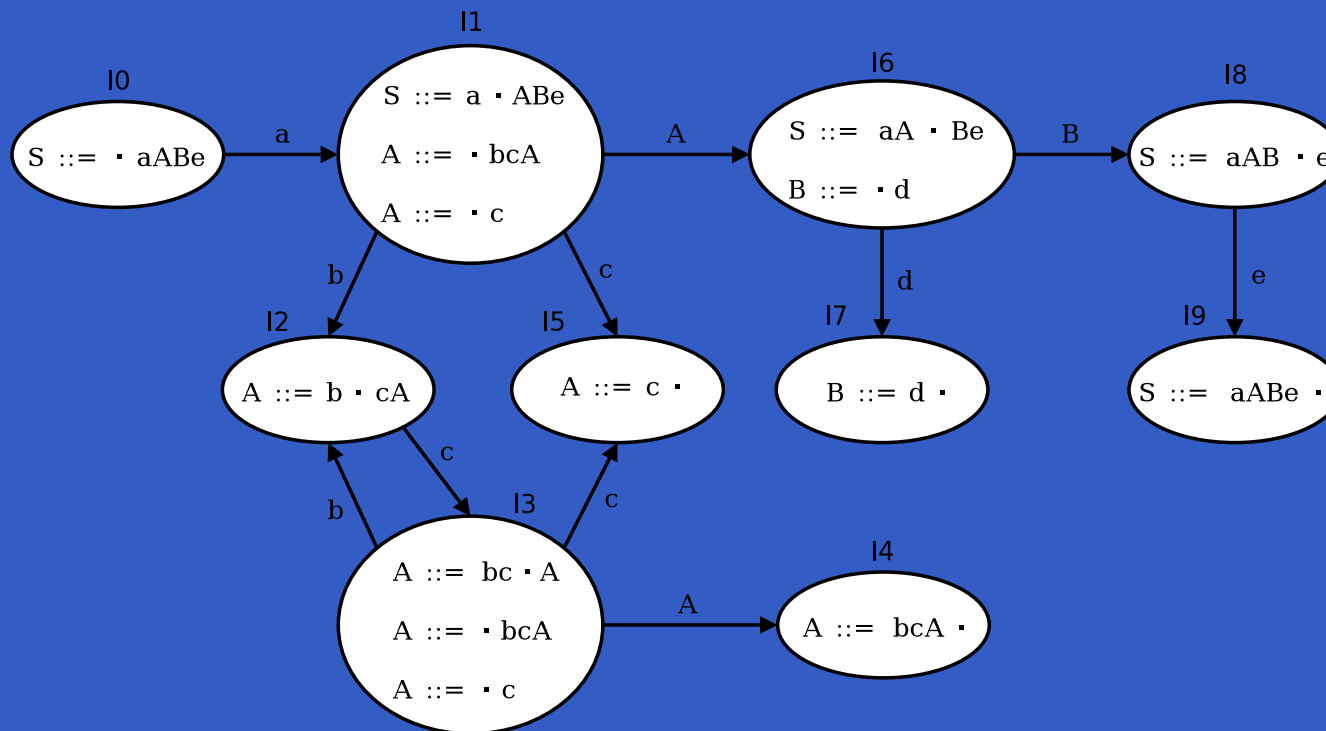 I1
I0
I6
I8
S ::= · aABe
a
S ::= a · ABe
A ::= · bcA
A ::= · c
A
S ::= aA · Be
B ::= · d
B
S ::= aAB · e
b
c
d
e
I2
I5
I7
I9
A ::= b · cA
A ::= c ·
B ::= d ·
S ::= aABe ·
c
b
c
I3
A ::= bc · A
A ::= · bcA
A ::= · c
A
I4
A ::= bcA ·